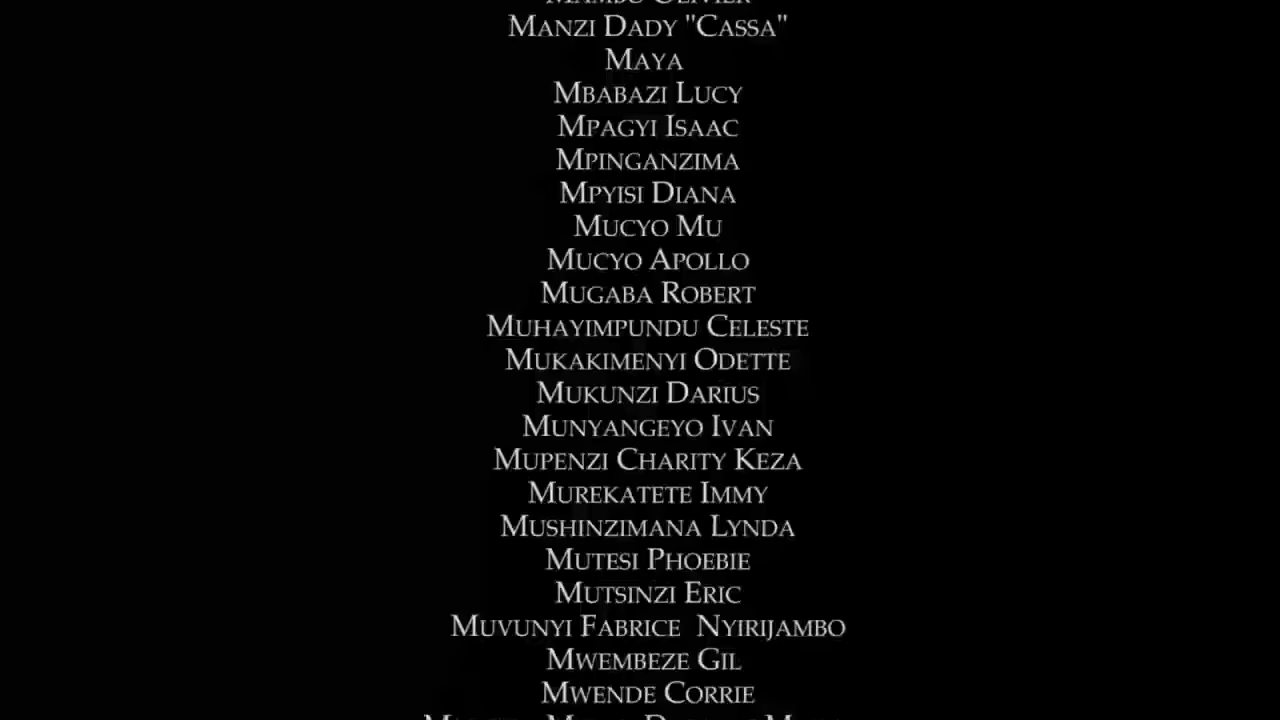 MAMBO OLIVIER
MANZI DADY "CASSA"
MAYA
MBABAZI LUCY
MPAGYI ISAAC
MPINGANZIMA
MPYISI DIANA
MUCYO MU
MUCYO APOLLO
MUGABA ROBERT
MUHAYIMPUNDU CELESTE
MUKAKIMENYI ODETTE
MUKUNZI DARIUS
MUNYANGEYO IVAN
MUPENZI CHARITY KEZA
MUREKATETE IMMY
MUSHINZIMANA LYNDA
MUTESI PHOEBIE
MUTSINZI ERIC
MUVUNYI FABRICE  NYIRIJAMBO
MWEMBEZE GIL
MWENDE CORRIE